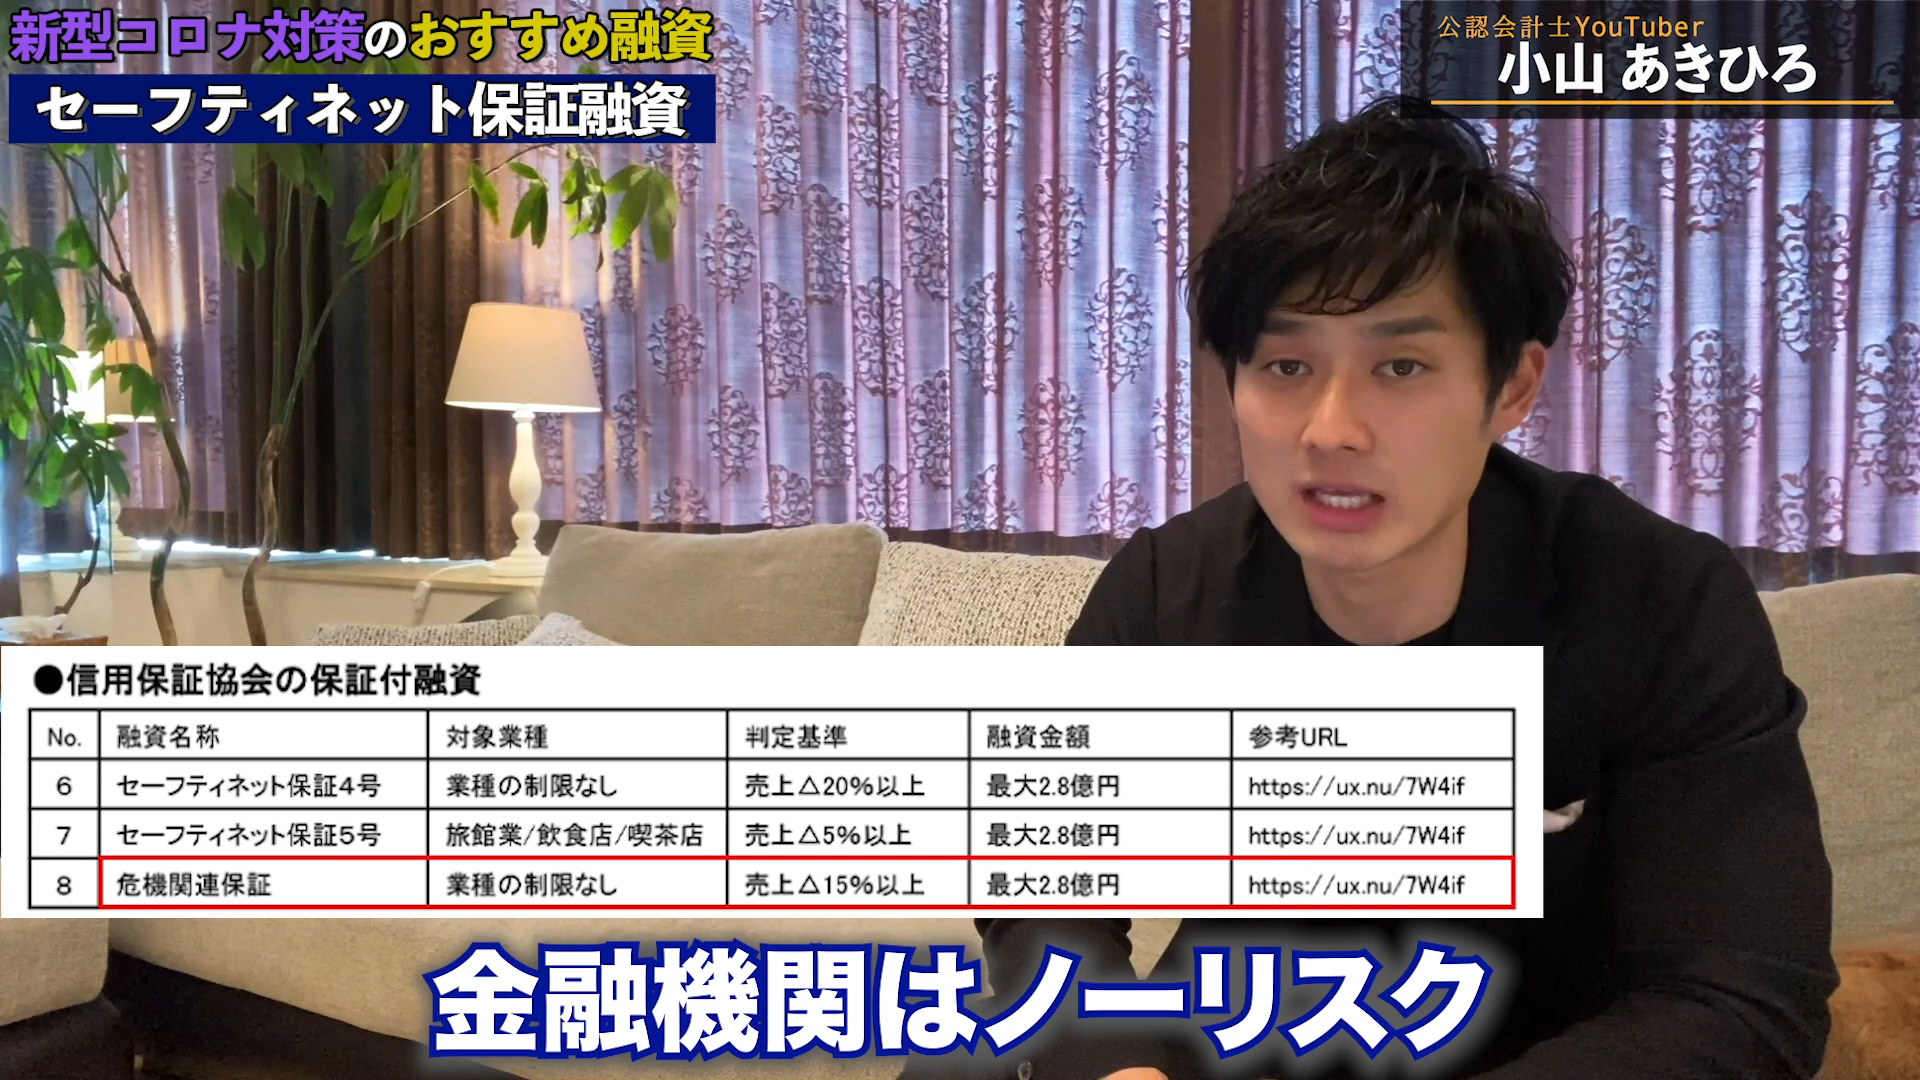 新型コロナ対策のおすすめ融資
セーフティネット保証融資
公認会計士YouTuber
小山 あきひろ
●信用保証協会の保証付融資
No. 融資名称 対象業種 判定基準 融資金額 参考URL
6 セーフティネット保証4号 業種の制限なし 売上△20%以上 最大2.8億円 https://ux.nu/7W4if
7 セーフティネット保証5号 旅館業/飲食店/喫茶店 売上△5%以上 最大2.8億円 https://ux.nu/7W4if
8 危機関連保証 業種の制限なし 売上△15%以上 最大2.8億円 https://ux.nu/7W4if
金融機関はノーリスク